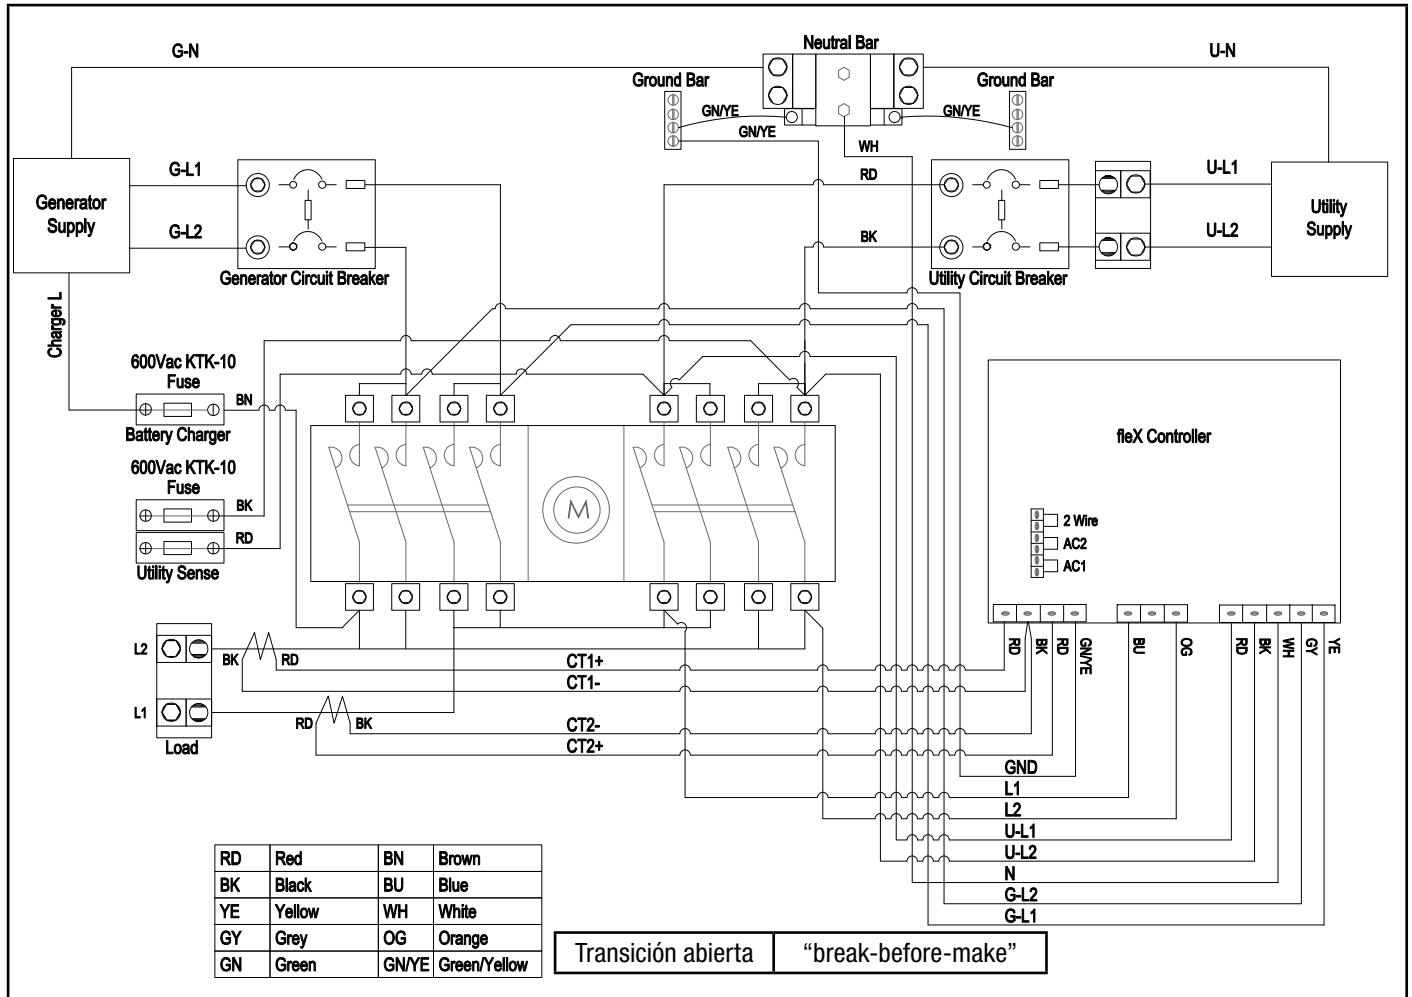 G-N
Neutral Bar
U-N
Ground Bar
Ground Bar
GN/YE
GN/YE
GN/YE
WH
G-L1
RD
U-L1
Generator
Supply
Utility
Supply
G-L2
BK
U-L2
Generator Circuit Breaker
Utility Circuit Breaker
Charger L
600Vac KTK-10
Fuse
BN
Battery Charger
fleX Controller
600Vac KTK-10
Fuse
BK
RD
Utility Sense
M
2 Wire
AC2
AC1
RD
BK
RD
GN/YE
BU
OG
RD
BK
WH
GY
YE
L2
BK
RD
CT1+
CT1-
L1
RD
BK
CT2-
CT2+
Load
GND
L1
L2
U-L1
U-L2
N
G-L2
G-L1
RD Red BN Brown
BK Black BU Blue
YE Yellow WH White
GY Grey OG Orange
GN Green GN/YE Green/Yellow
Transición abierta “break-before-make”